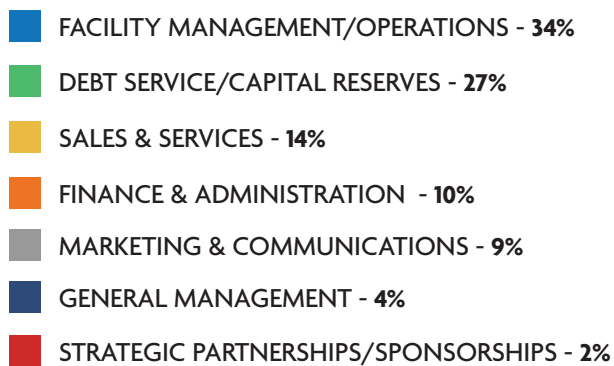 FACILITY MANAGEMENT/OPERATIONS - 34%
DEBT SERVICE/CAPITAL RESERVES - 27%
SALES & SERVICES - 14%
FINANCE & ADMINISTRATION - 10%
MARKETING & COMMUNICATIONS - 9%
GENERAL MANAGEMENT - 4%
STRATEGIC PARTNERSHIPS/SPONSORSHIPS - 2%